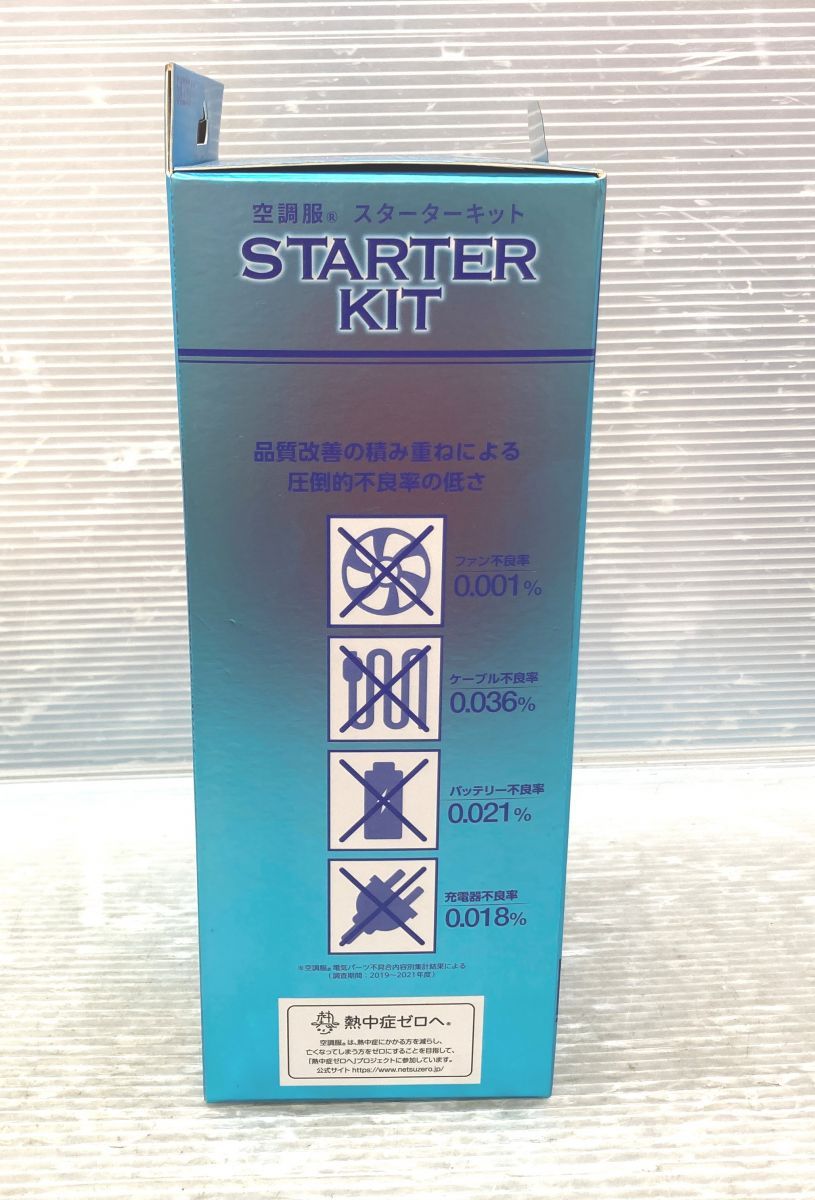 空調服® スターターキット
STARTER
KIT
品質改善の積み重ねによる
圧倒的不良率の低さ
ファン不良率
0.001%
ケーブル不良率
0.036%
バッテリー不良率
0.021%
充電器不良率
0.018%
※空調服®電気パーツ不具合内容別集計結果による
(調査期間：2019〜2021年度)
熱中症ゼロへ®
空調服®は、熱中症にかかる方を減らし、
亡くなってしまう方をゼロにすることを目指して、
「熱中症ゼロへ」プロジェクトに参加しています。
公式サイト https://www.netsuzero.jp/